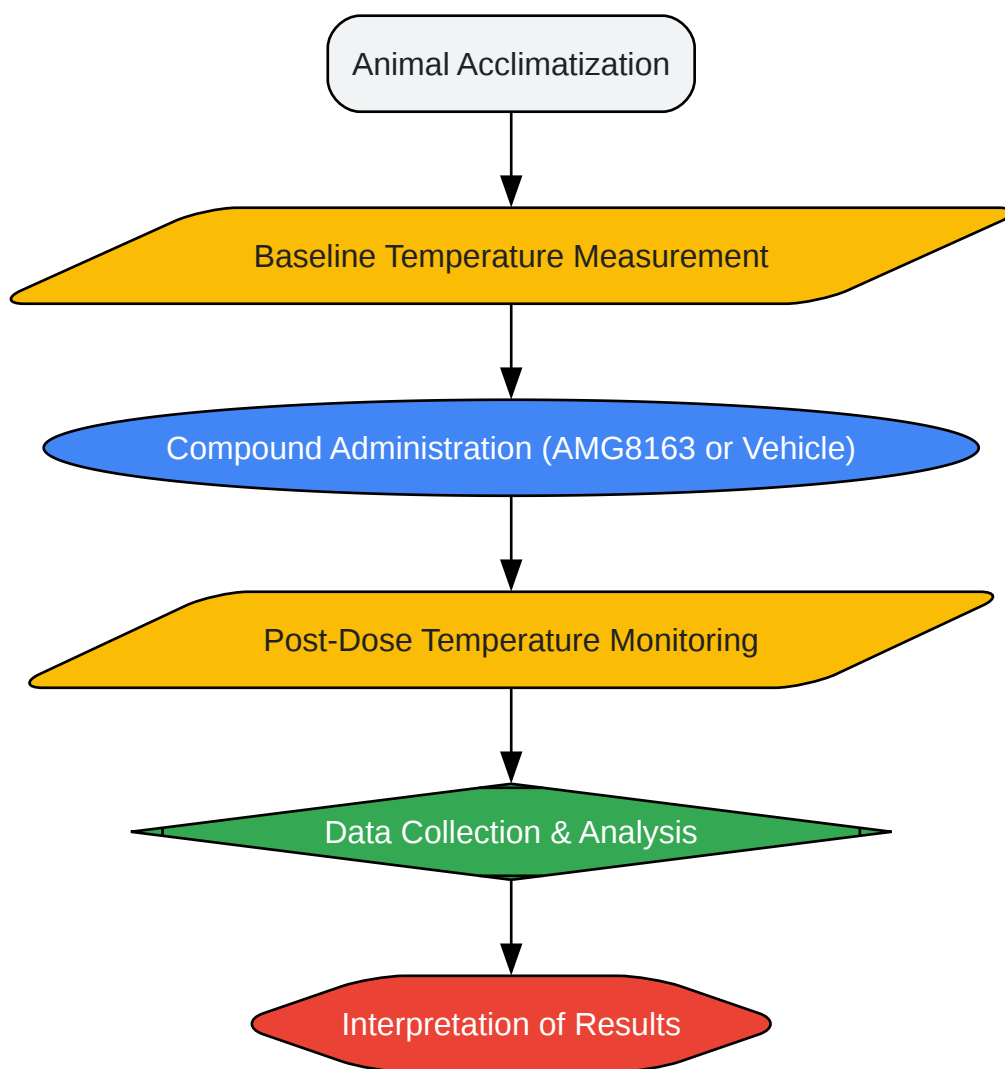 Animal Acclimatization
Baseline Temperature Measurement
Compound Administration (AMG8163 or Vehicle)
Post-Dose Temperature Monitoring
Data Collection & Analysis
Interpretation of Results